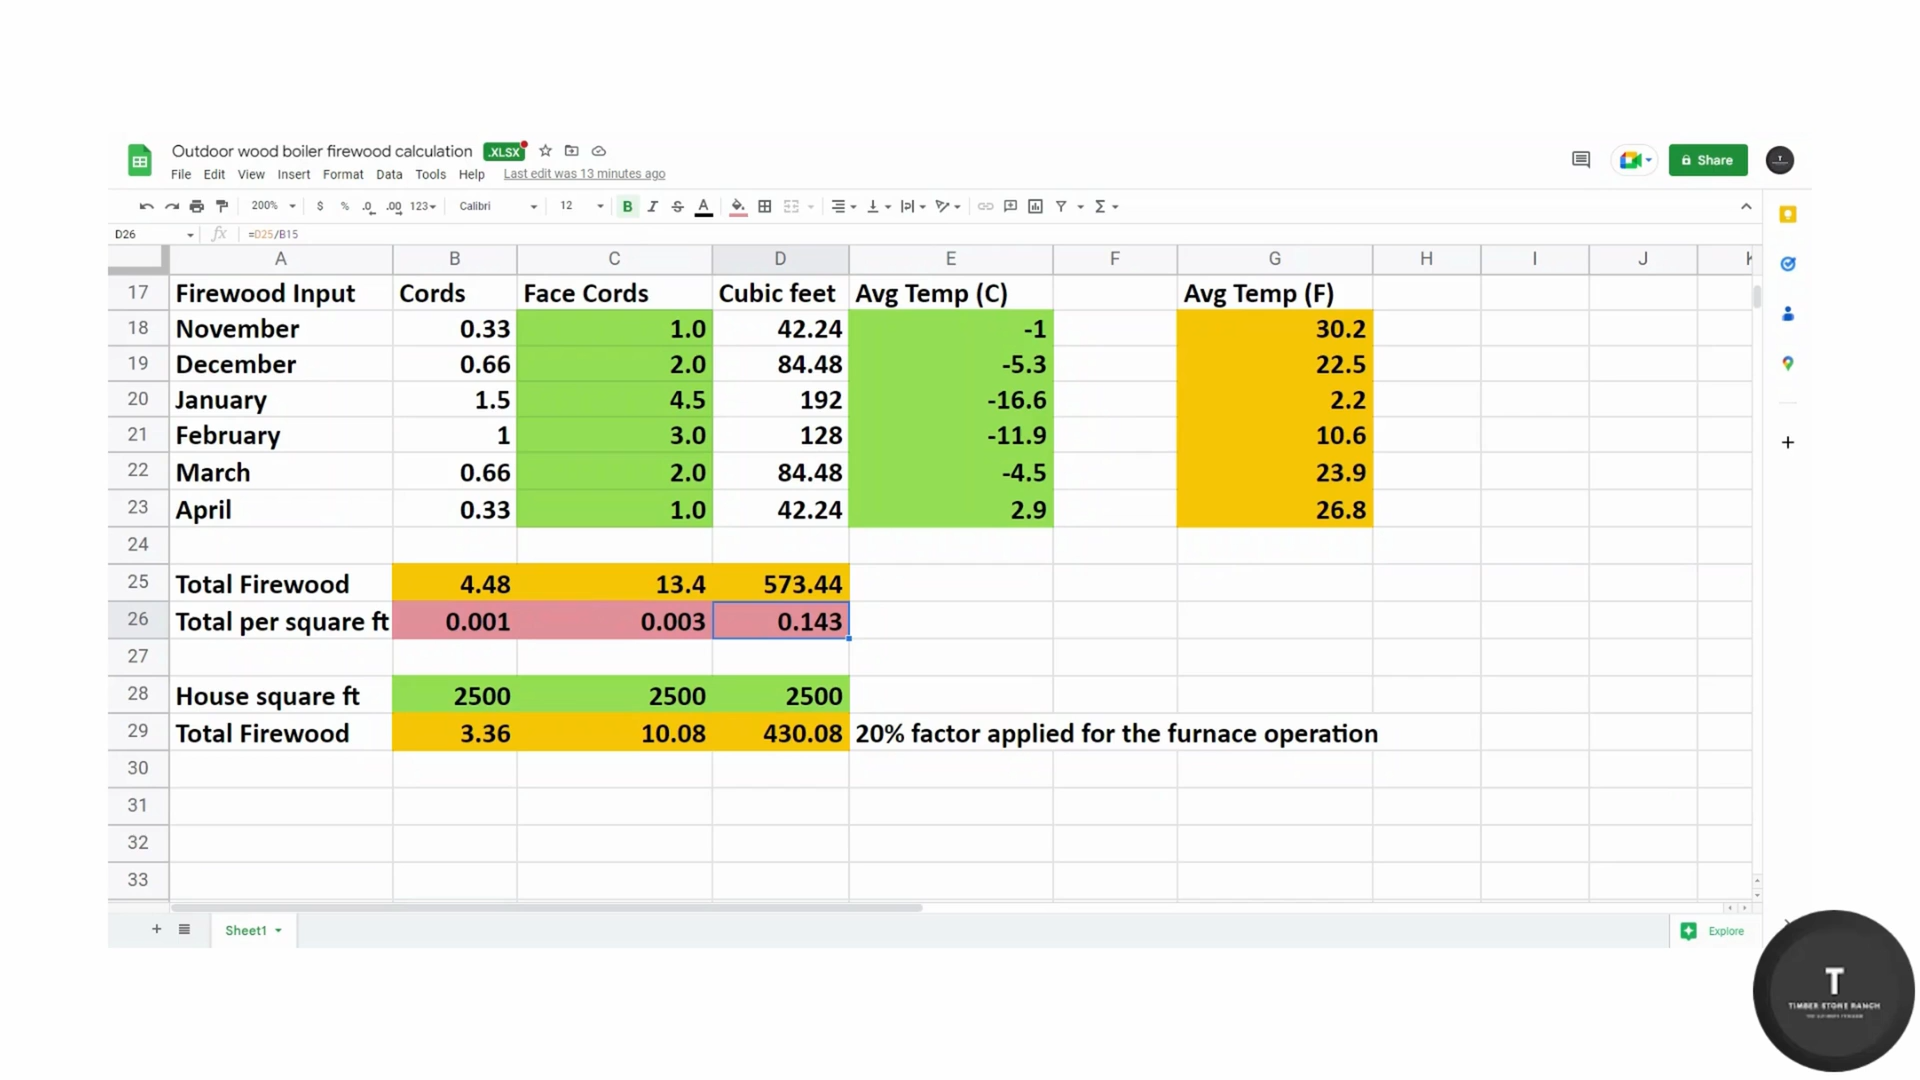 Outdoor wood boiler firewood calculation .XLSX
Share
File Edit View Insert Format Data Tools Help Last edit was 13 minutes ago
200% $ % .0 .00 123 Calibri 12 B I S A
D26 fx =D25/B15
A B C D E F G H I J K
17 Firewood Input Cords Face Cords Cubic feet Avg Temp (C) Avg Temp (F)
18 November 0.33 1.0 42.24 -1 30.2
19 December 0.66 2.0 84.48 -5.3 22.5
20 January 1.5 4.5 192 -16.6 2.2
21 February 1 3.0 128 -11.9 10.6
22 March 0.66 2.0 84.48 -4.5 23.9
23 April 0.33 1.0 42.24 2.9 26.8
24
25 Total Firewood 4.48 13.4 573.44
26 Total per square ft 0.001 0.003 0.143
27
28 House square ft 2500 2500 2500
29 Total Firewood 3.36 10.08 430.08 20% factor applied for the furnace operation
30
31
32
33
Sheet1
Explore
T
TIMBER STONE RANCH